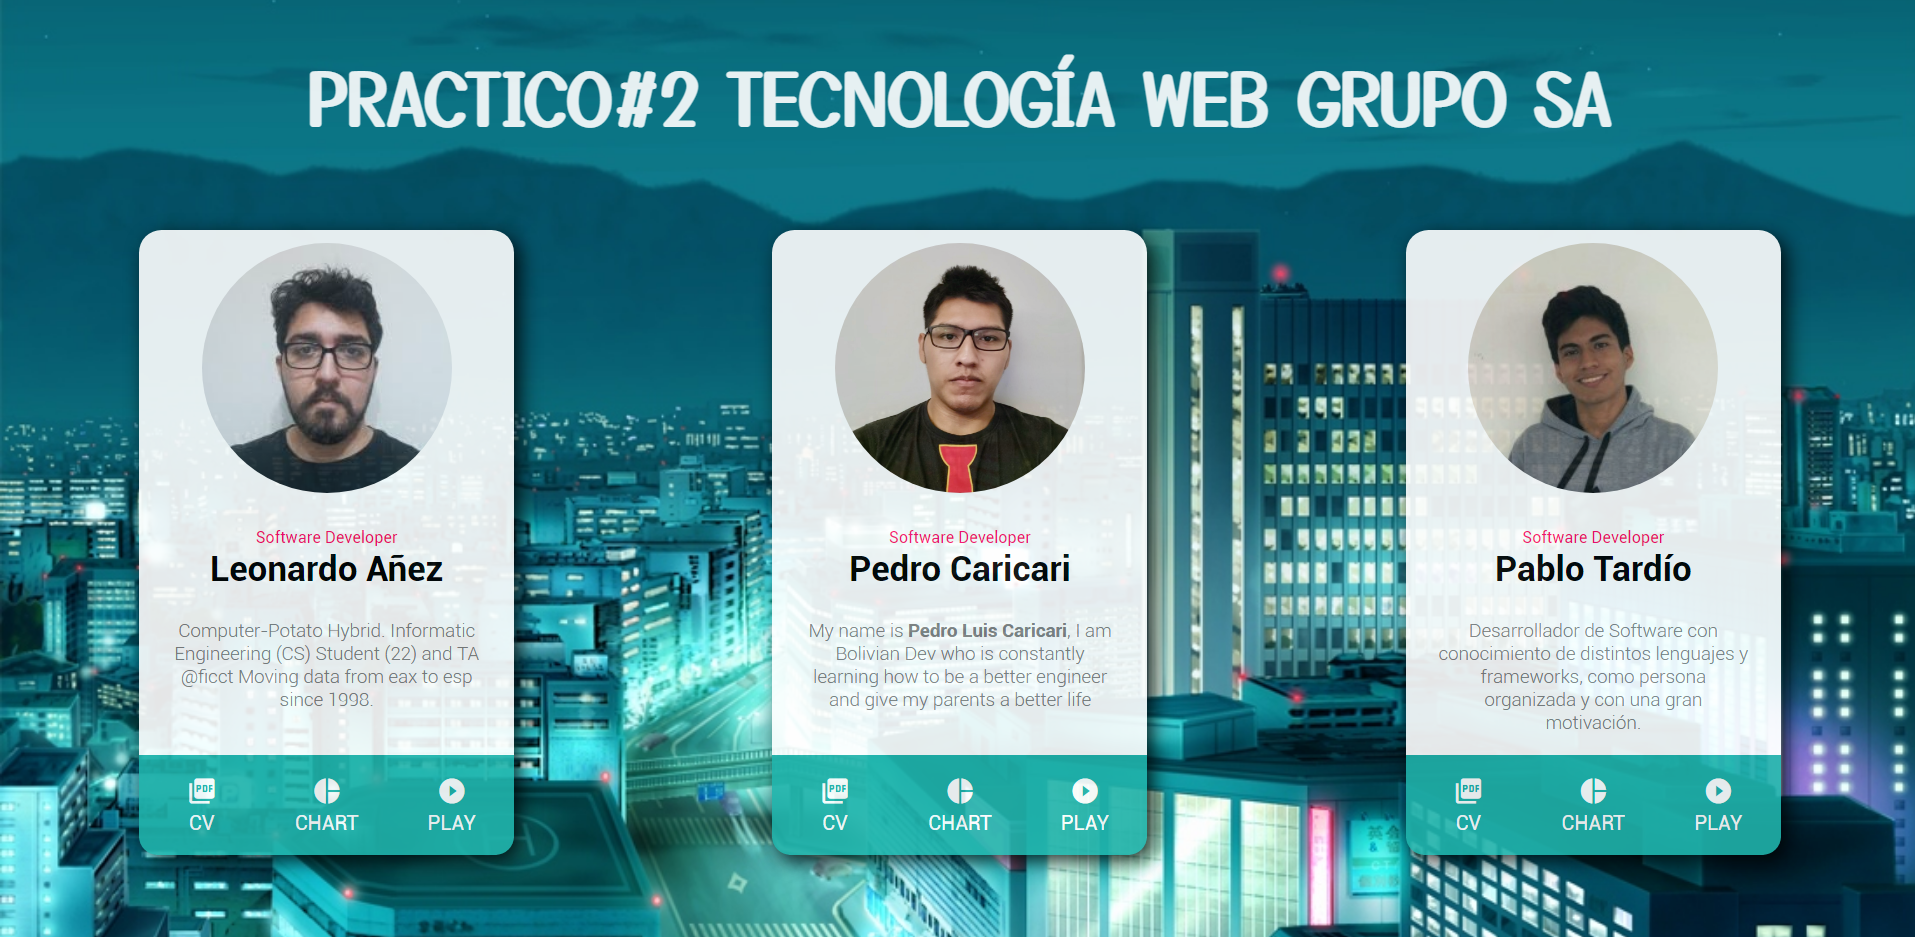 PRACTICO#2 TECNOLOGÍA WEB GRUPO SA
Software Developer
Leonardo Añez
Computer-Potato Hybrid. Informatic
Engineering (CS) Student (22) and TA
@ficct Moving data from eax to esp
since 1998.
PDF
CV
CHART
PLAY
Software Developer
Pedro Caricari
My name is Pedro Luis Caricari, I am
Bolivian Dev who is constantly
learning how to be a better engineer
and give my parents a better life
PDF
CV
CHART
PLAY
Software Developer
Pablo Tardío
Desarrollador de Software con
conocimiento de distintos lenguajes y
frameworks, como persona
organizada y con una gran
motivación.
PDF
CV
CHART
PLAY
H